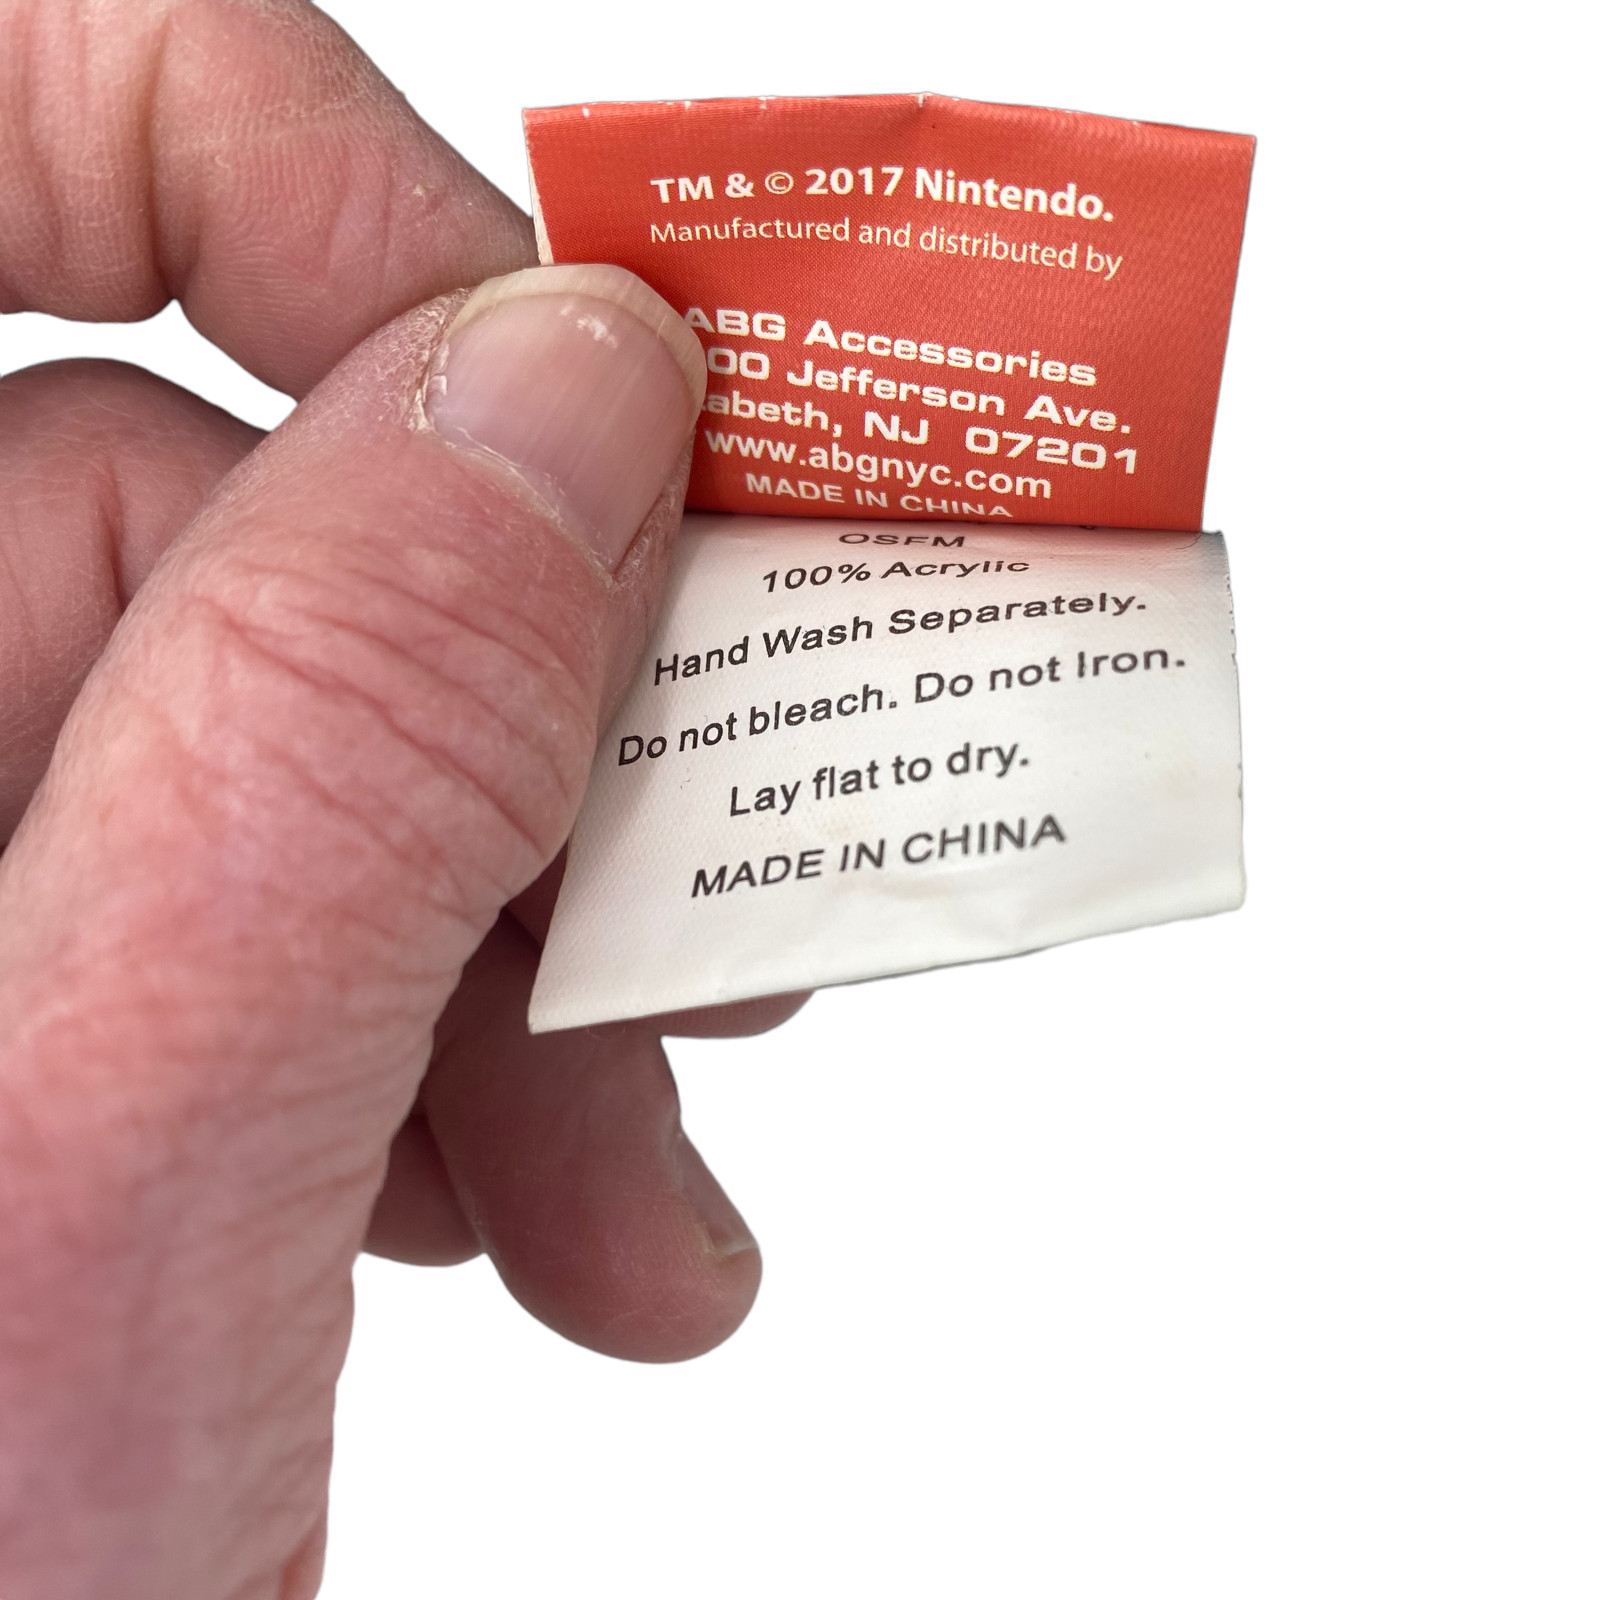 TM & © 2017 Nintendo.
Manufactured and distributed by
ABG Accessories
00 Jefferson Ave.
abeth, NJ 07201
www.abgnyc.com
MADE IN CHINA
OSFM
100% Acrylic
Hand Wash Separately.
Do not bleach. Do not Iron.
Lay flat to dry.
MADE IN CHINA